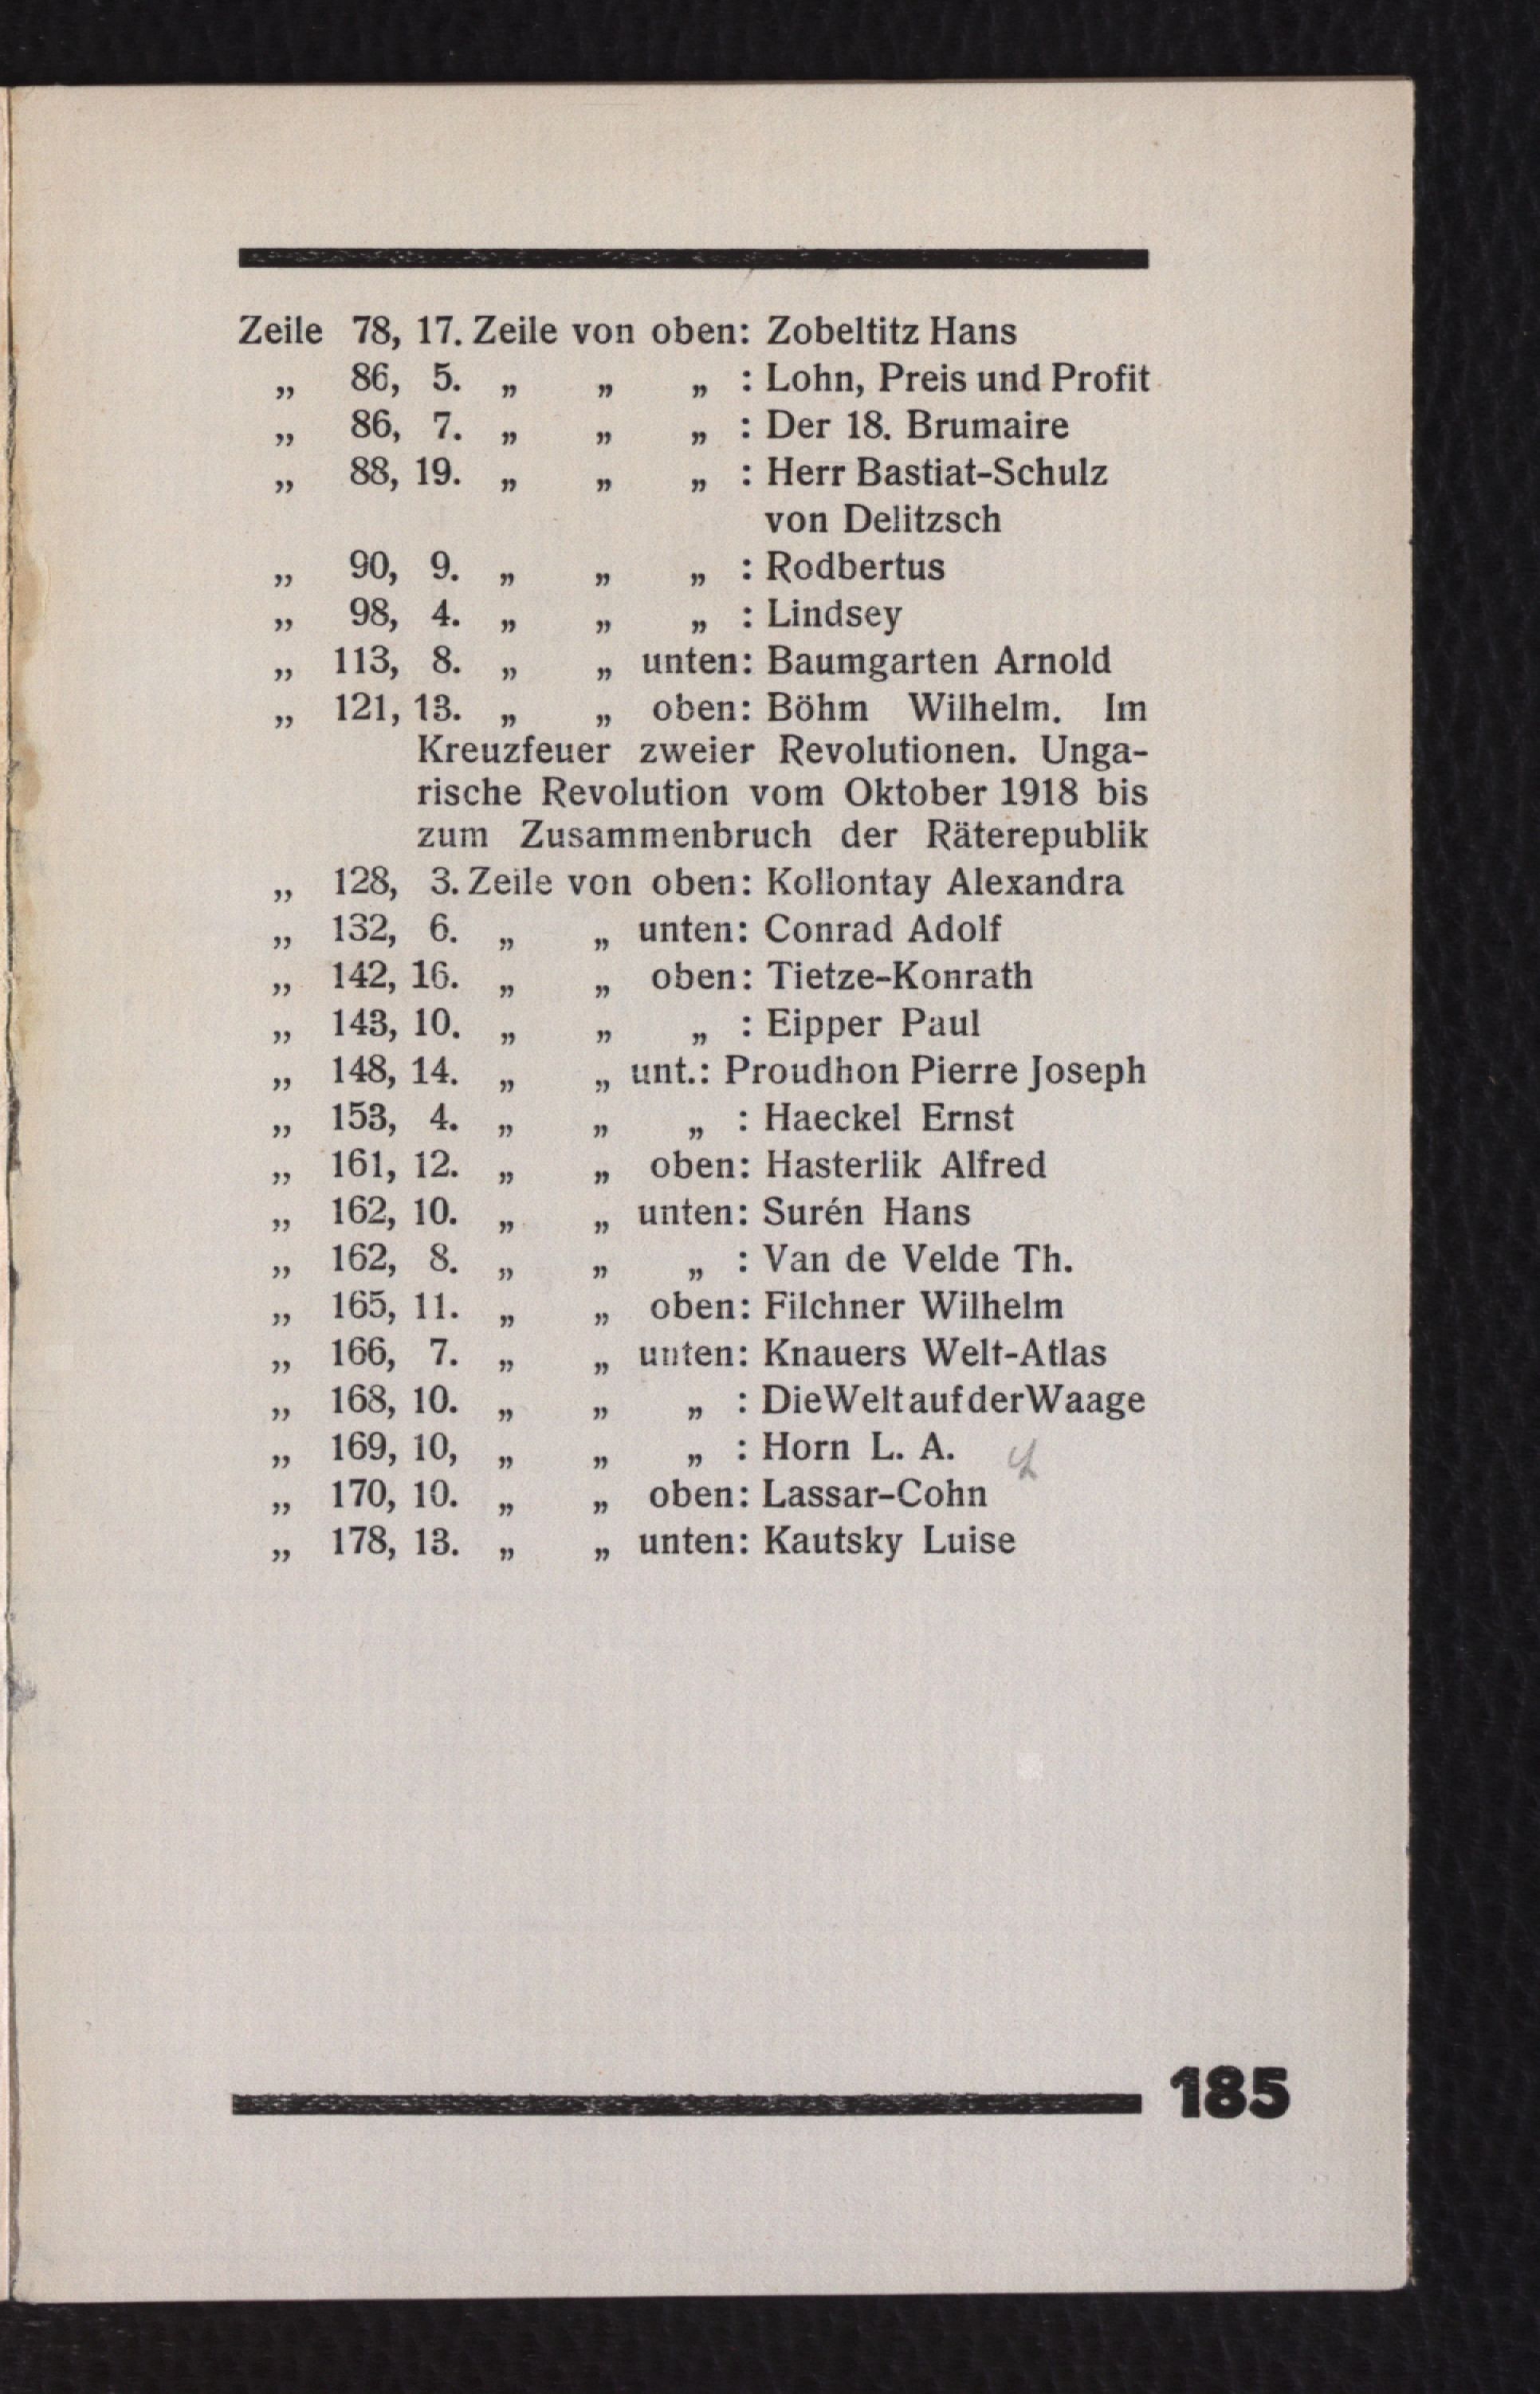 Zeile 78, 17. Zeile von oben: Zobeltitz Hans
„ 86, 5. „ „ „ : Lohn, Preis und Profit
„ 86, 7. „ „ „ : Der 18. Brumaire
„ 88, 19. „ „ „ : Herr Bastiat-Schulz
von Delitzsch
„ 90, 9. „ „ „ : Rodbertus
„ 98, 4. „ „ „ : Lindsey
„ 113, 8. „ „ unten: Baumgarten Arnold
„ 121, 13. „ „ oben: Böhm Wilhelm. Im
Kreuzfeuer zweier Revolutionen. Unga-
rische Revolution vom Oktober 1918 bis
zum Zusammenbruch der Räterepublik
„ 128, 3. Zeile von oben: Kollontay Alexandra
„ 132, 6. „ „ unten: Conrad Adolf
„ 142, 16. „ „ oben: Tietze-Konrath
„ 143, 10. „ „ „ : Eipper Paul
„ 148, 14. „ „ unt.: Proudhon Pierre Joseph
„ 153, 4. „ „ „ : Haeckel Ernst
„ 161, 12. „ „ oben: Hasterlik Alfred
„ 162, 10. „ „ unten: Surén Hans
„ 162, 8. „ „ „ : Van de Velde Th.
„ 165, 11. „ „ oben: Filchner Wilhelm
„ 166, 7. „ „ unten: Knauers Welt-Atlas
„ 168, 10. „ „ „ : Die Welt auf der Waage
„ 169, 10, „ „ „ : Horn L. A.
„ 170, 10. „ „ oben: Lassar-Cohn
„ 178, 13. „ „ unten: Kautsky Luise
185